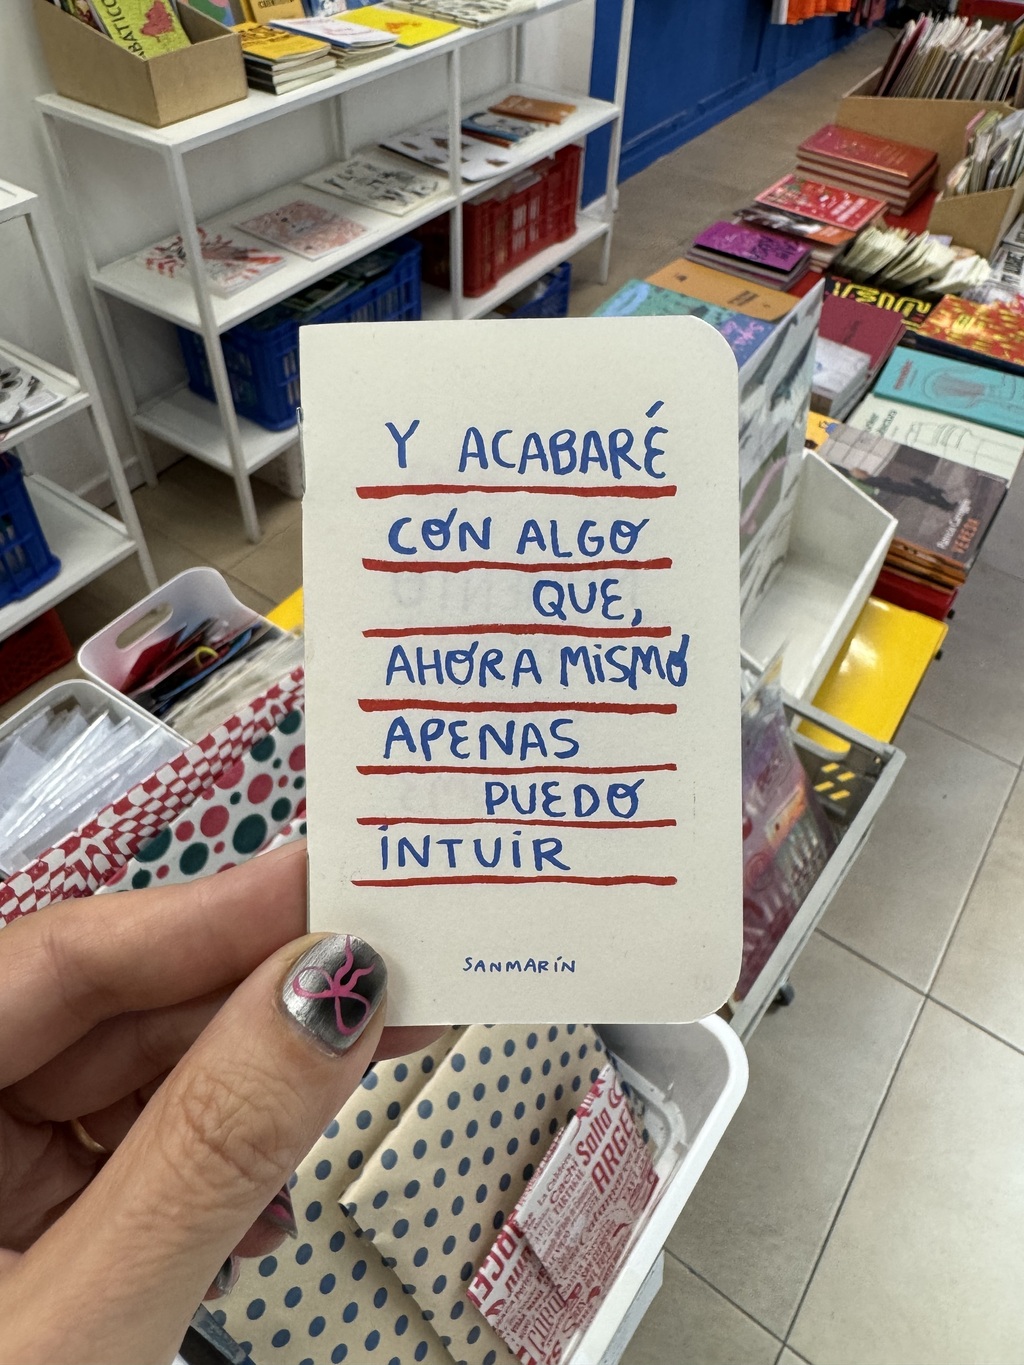 Y ACABARÉ
CON ALGO
QUE,
AHORA MiSMO
APENAS
PUEDO
iNTUiR
SANMARíN